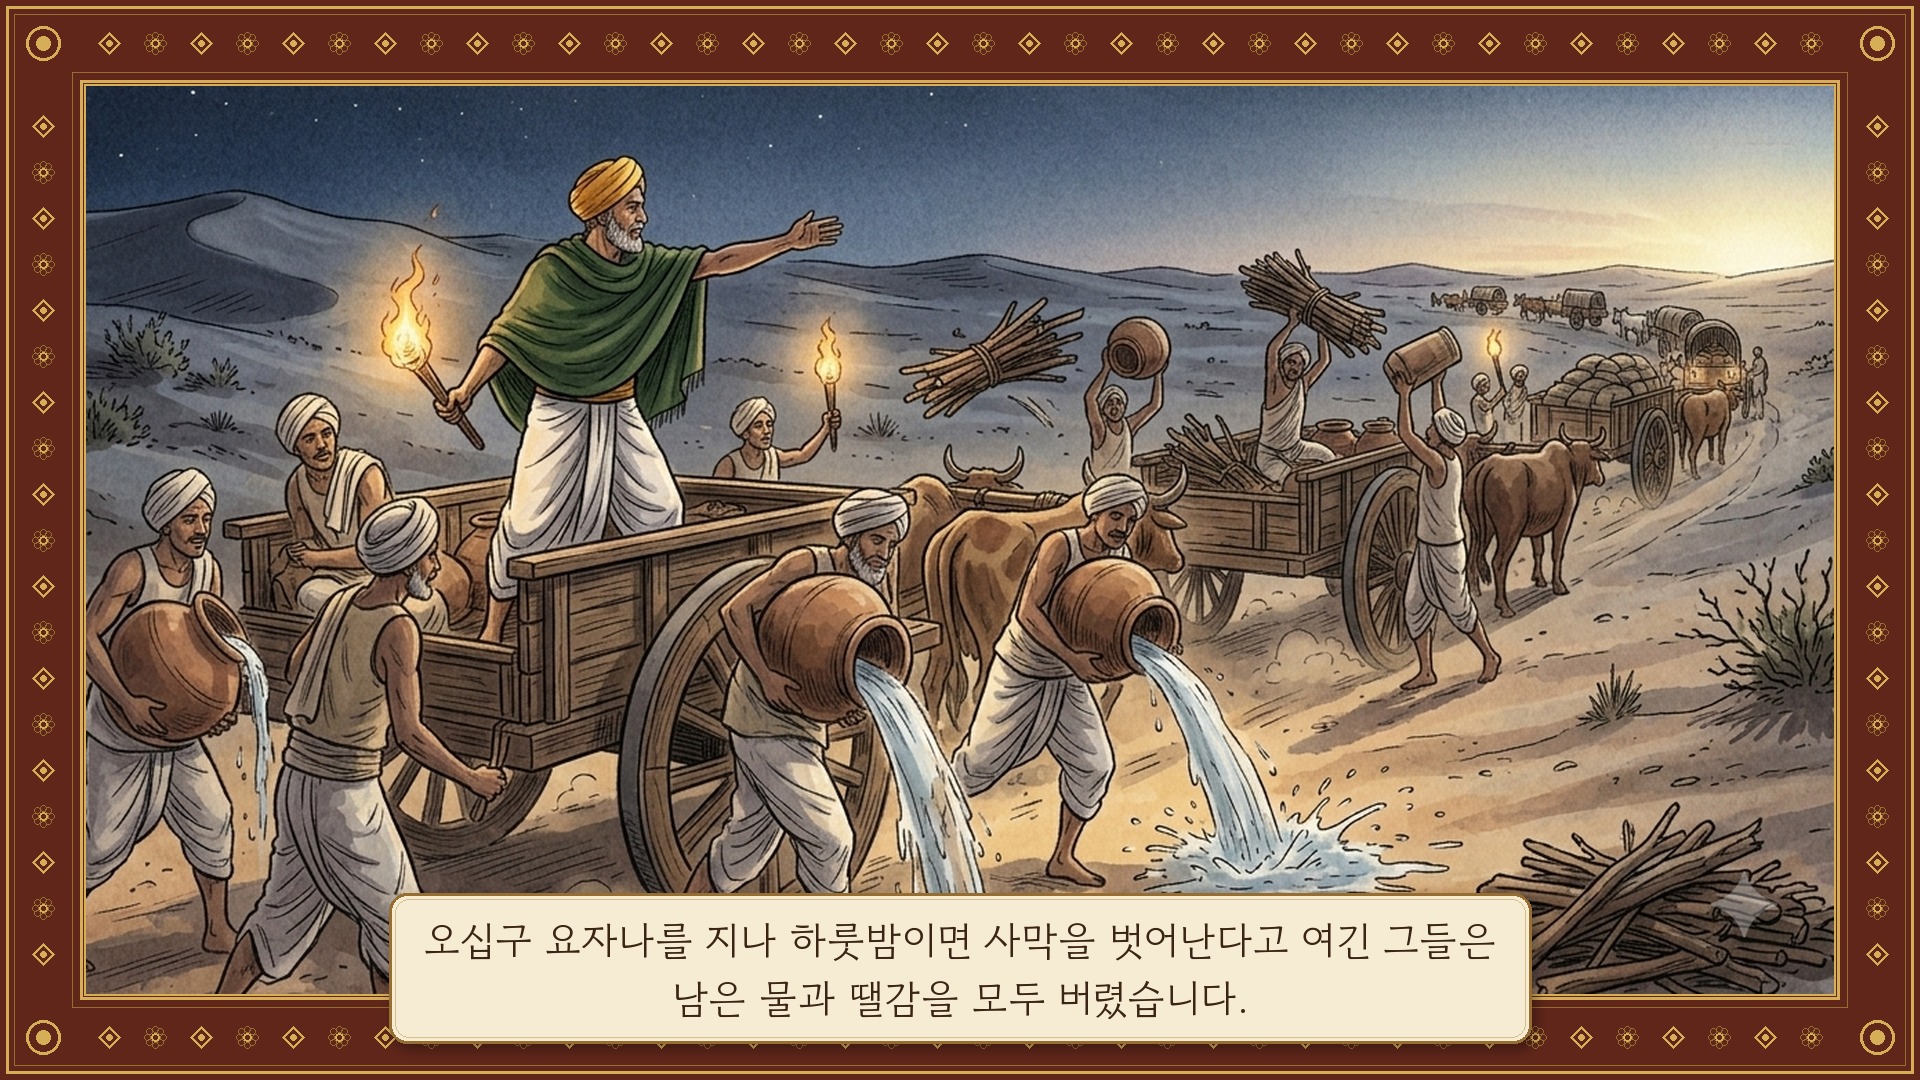 오십구 요자나를 지나 하룻밤이면 사막을 벗어난다고 여긴 그들은
남은 물과 땔감을 모두 버렸습니다.